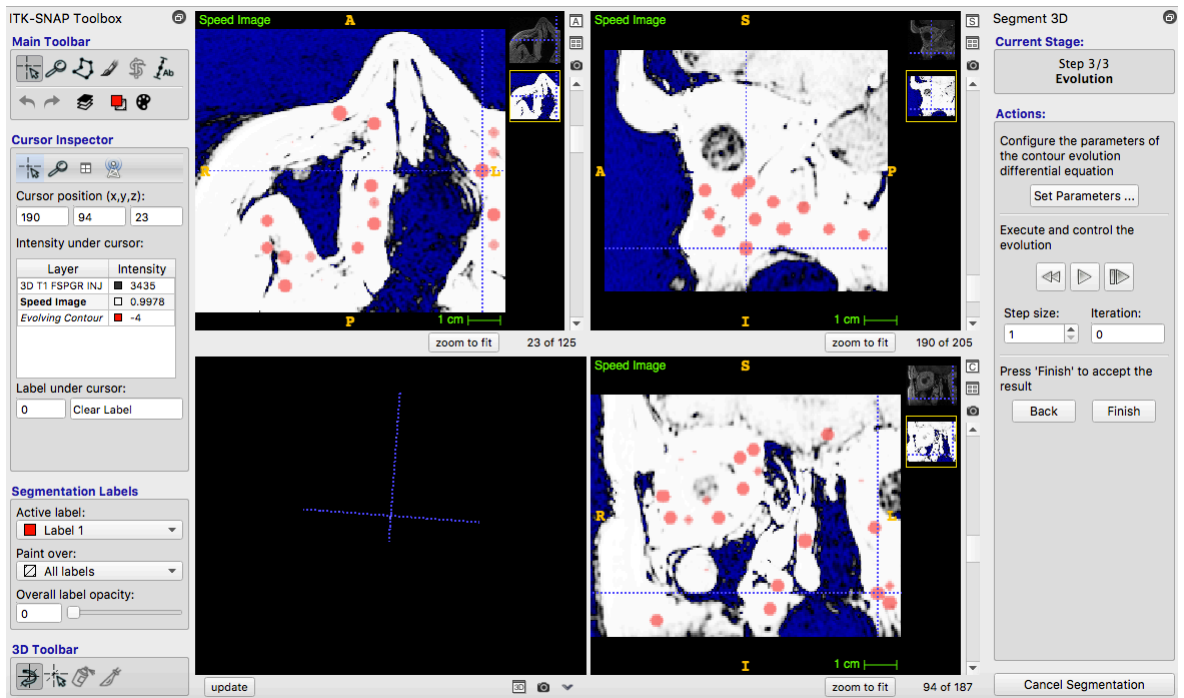 ITK-SNAP Toolbox
Main Toolbar
Ab
Cursor Inspector
Cursor position (x,y,z):
190 94 23
Intensity under cursor:
Layer Intensity
3D T1 FSPGR INJ 3435
Speed Image 0.9978
Evolving Contour -4
Label under cursor:
0 Clear Label
Segmentation Labels
Active label:
Label 1
Paint over:
All labels
Overall label opacity:
0
3D Toolbar
Speed Image
A
R
L
P
1 cm
A
zoom to fit
23 of 125
Speed Image
S
A
P
I
1 cm
S
zoom to fit
190 of 205
update
3D
Speed Image
S
R
L
I
1 cm
C
zoom to fit
94 of 187
Segment 3D
Current Stage:
Step 3/3
Evolution
Actions:
Configure the parameters of
the contour evolution
differential equation
Set Parameters ...
Execute and control the
evolution
Step size: Iteration:
1 0
Press 'Finish' to accept the
result
Back Finish
Cancel Segmentation